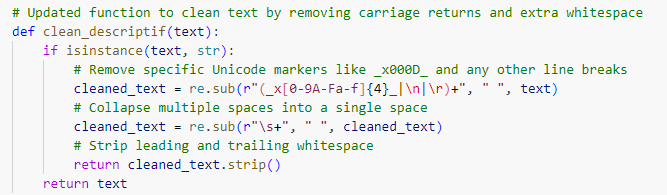 # Updated function to clean text by removing carriage returns and extra whitespace
def clean_descriptif(text):
    if isinstance(text, str):
        # Remove specific Unicode markers like _x000D_ and any other line breaks
        cleaned_text = re.sub(r"(_x[0-9A-Fa-f]{4}_|\n|\r)+", " ", text)
        # Collapse multiple spaces into a single space
        cleaned_text = re.sub(r"\s+", " ", cleaned_text)
        # Strip leading and trailing whitespace
        return cleaned_text.strip()
    return text